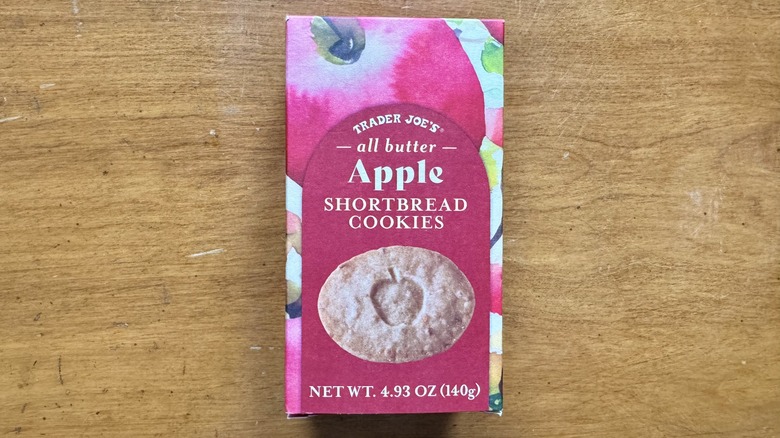 TRADER JOE'S®
— all butter —
Apple
SHORTBREAD
COOKIES
NET WT. 4.93 OZ (140g)